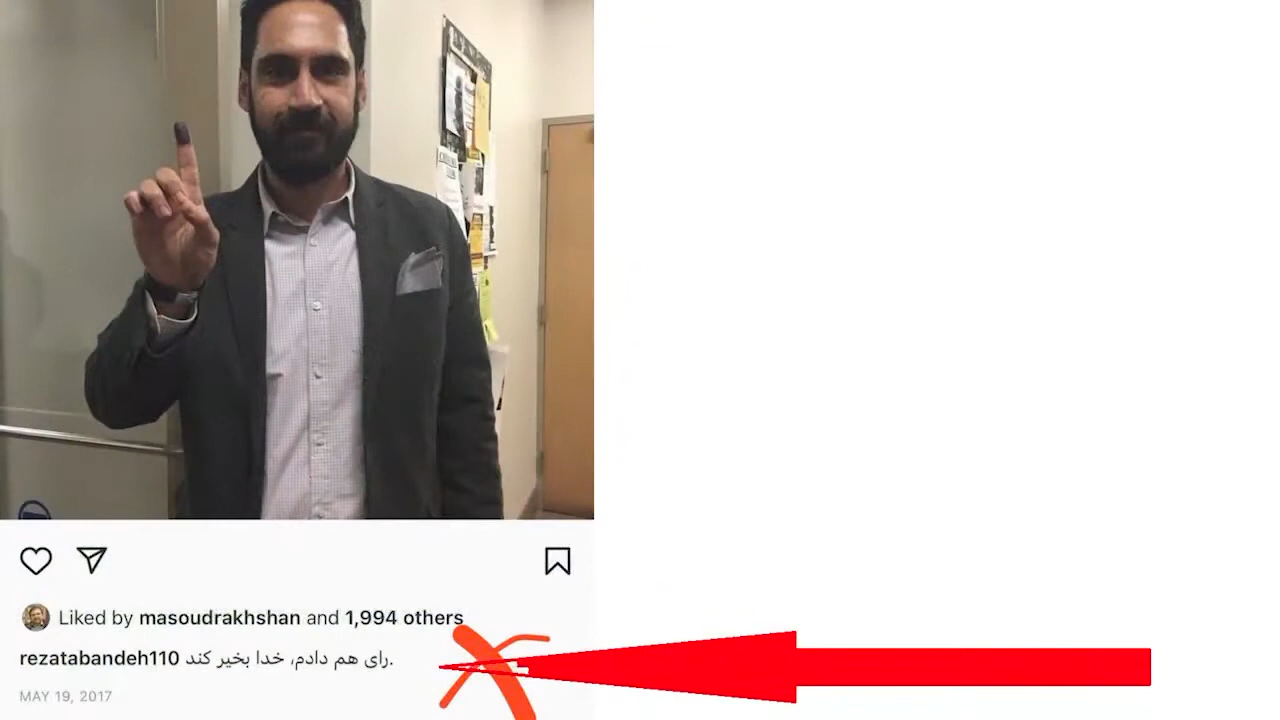 Liked by masoudrakhshan and 1,994 others
rezatabandeh110 رای هم دادم، خدا بخیر کند.
MAY 19, 2017